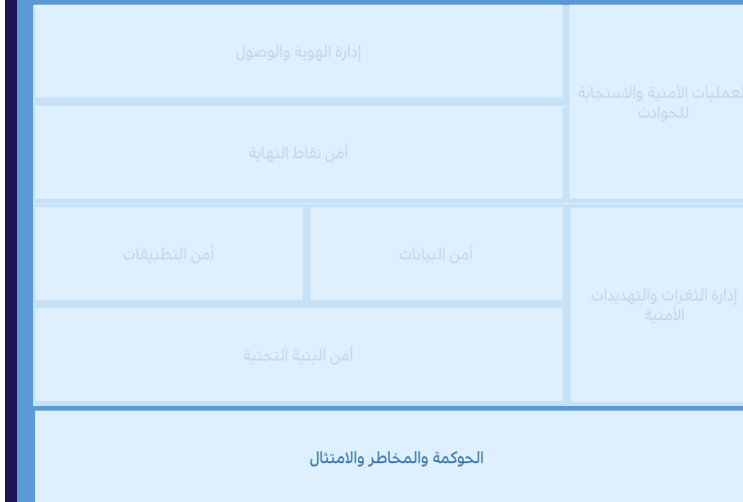 إدارة الهوية والوصول
لعمليات الأمنية والاستجابة
للحوادث
أمن نقاط النهاية
أمن البيانات
أمن التطبيقات
إدارة الثغرات والتهديدات
الأمنية
أمن البنية التحتية
الحوكمة والمخاطر والامتثال